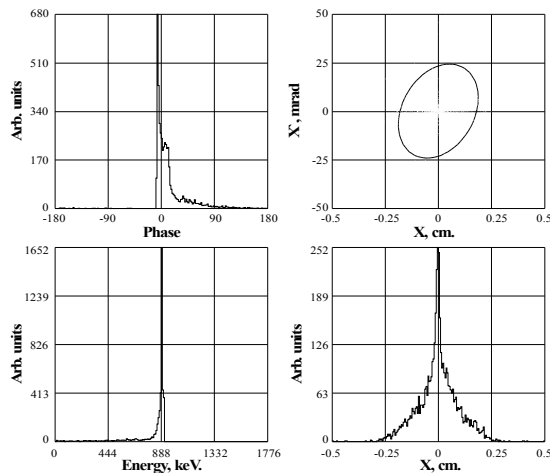 680
510
340
170
0
Arb. units
-180 -90 0 90 180
Phase
50
25
0
-25
-50
X', mrad
-0.5 -0.25 0 0.25 0.5
X, cm.
1652
1239
826
413
0
Arb. units
0 444 888 1332 1776
Energy, keV.
252
189
126
63
0
Arb. units
-0.5 -0.25 0 0.25 0.5
X, cm.